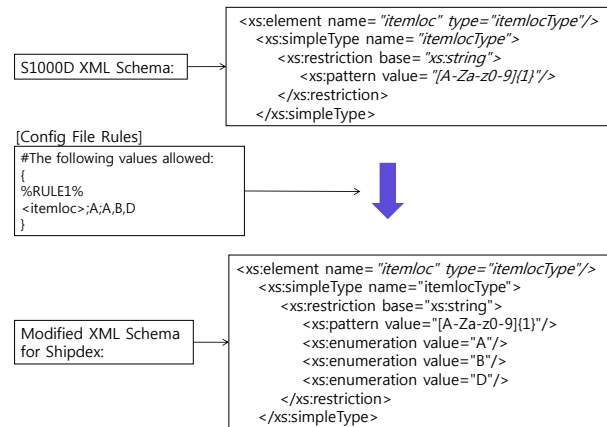 <xs:element name="itemloc" type="itemlocType"/>
<xs:simpleType name="itemlocType">
<xs:restriction base="xs:string">
<xs:pattern value="[A-Za-z0-9]{1}"/>
</xs:restriction>
</xs:simpleType>
S1000D XML Schema:
[Config File Rules]
#The following values allowed:
{
%RULE1%
<itemloc>;A;A,B,D
}
<xs:element name="itemloc" type="itemlocType"/>
<xs:simpleType name="itemlocType">
<xs:restriction base="xs:string">
<xs:pattern value="[A-Za-z0-9]{1}"/>
<xs:enumeration value="A"/>
<xs:enumeration value="B"/>
<xs:enumeration value="D"/>
</xs:restriction>
</xs:simpleType>
Modified XML Schema
for Shipdex: